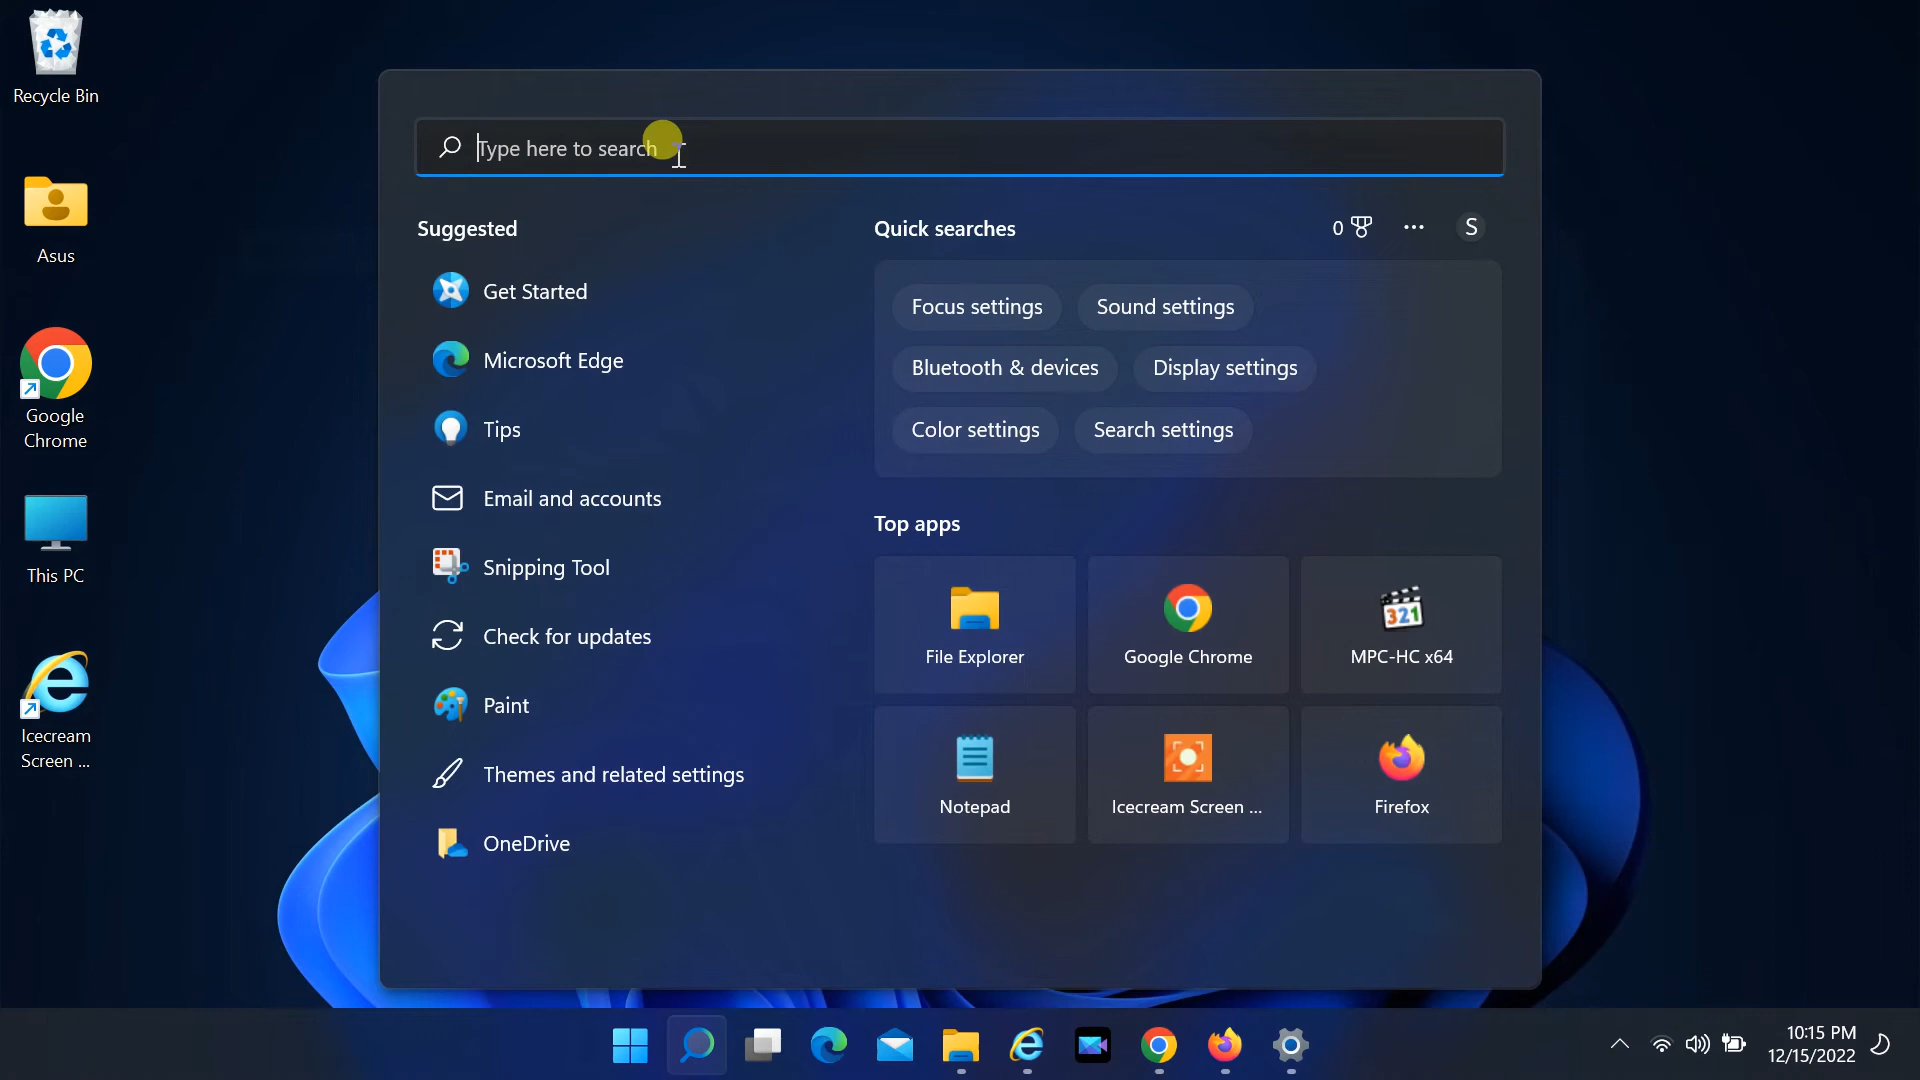 Recycle Bin
Asus
Google
Chrome
This PC
Icecream
Screen ...
Type here to search
Suggested
Get Started
Microsoft Edge
Tips
Email and accounts
Snipping Tool
Check for updates
Paint
Themes and related settings
OneDrive
Quick searches
0
S
Focus settings
Sound settings
Bluetooth & devices
Display settings
Color settings
Search settings
Top apps
File Explorer
Google Chrome
321
MPC-HC x64
Notepad
Icecream Screen ...
Firefox
10:15 PM
12/15/2022